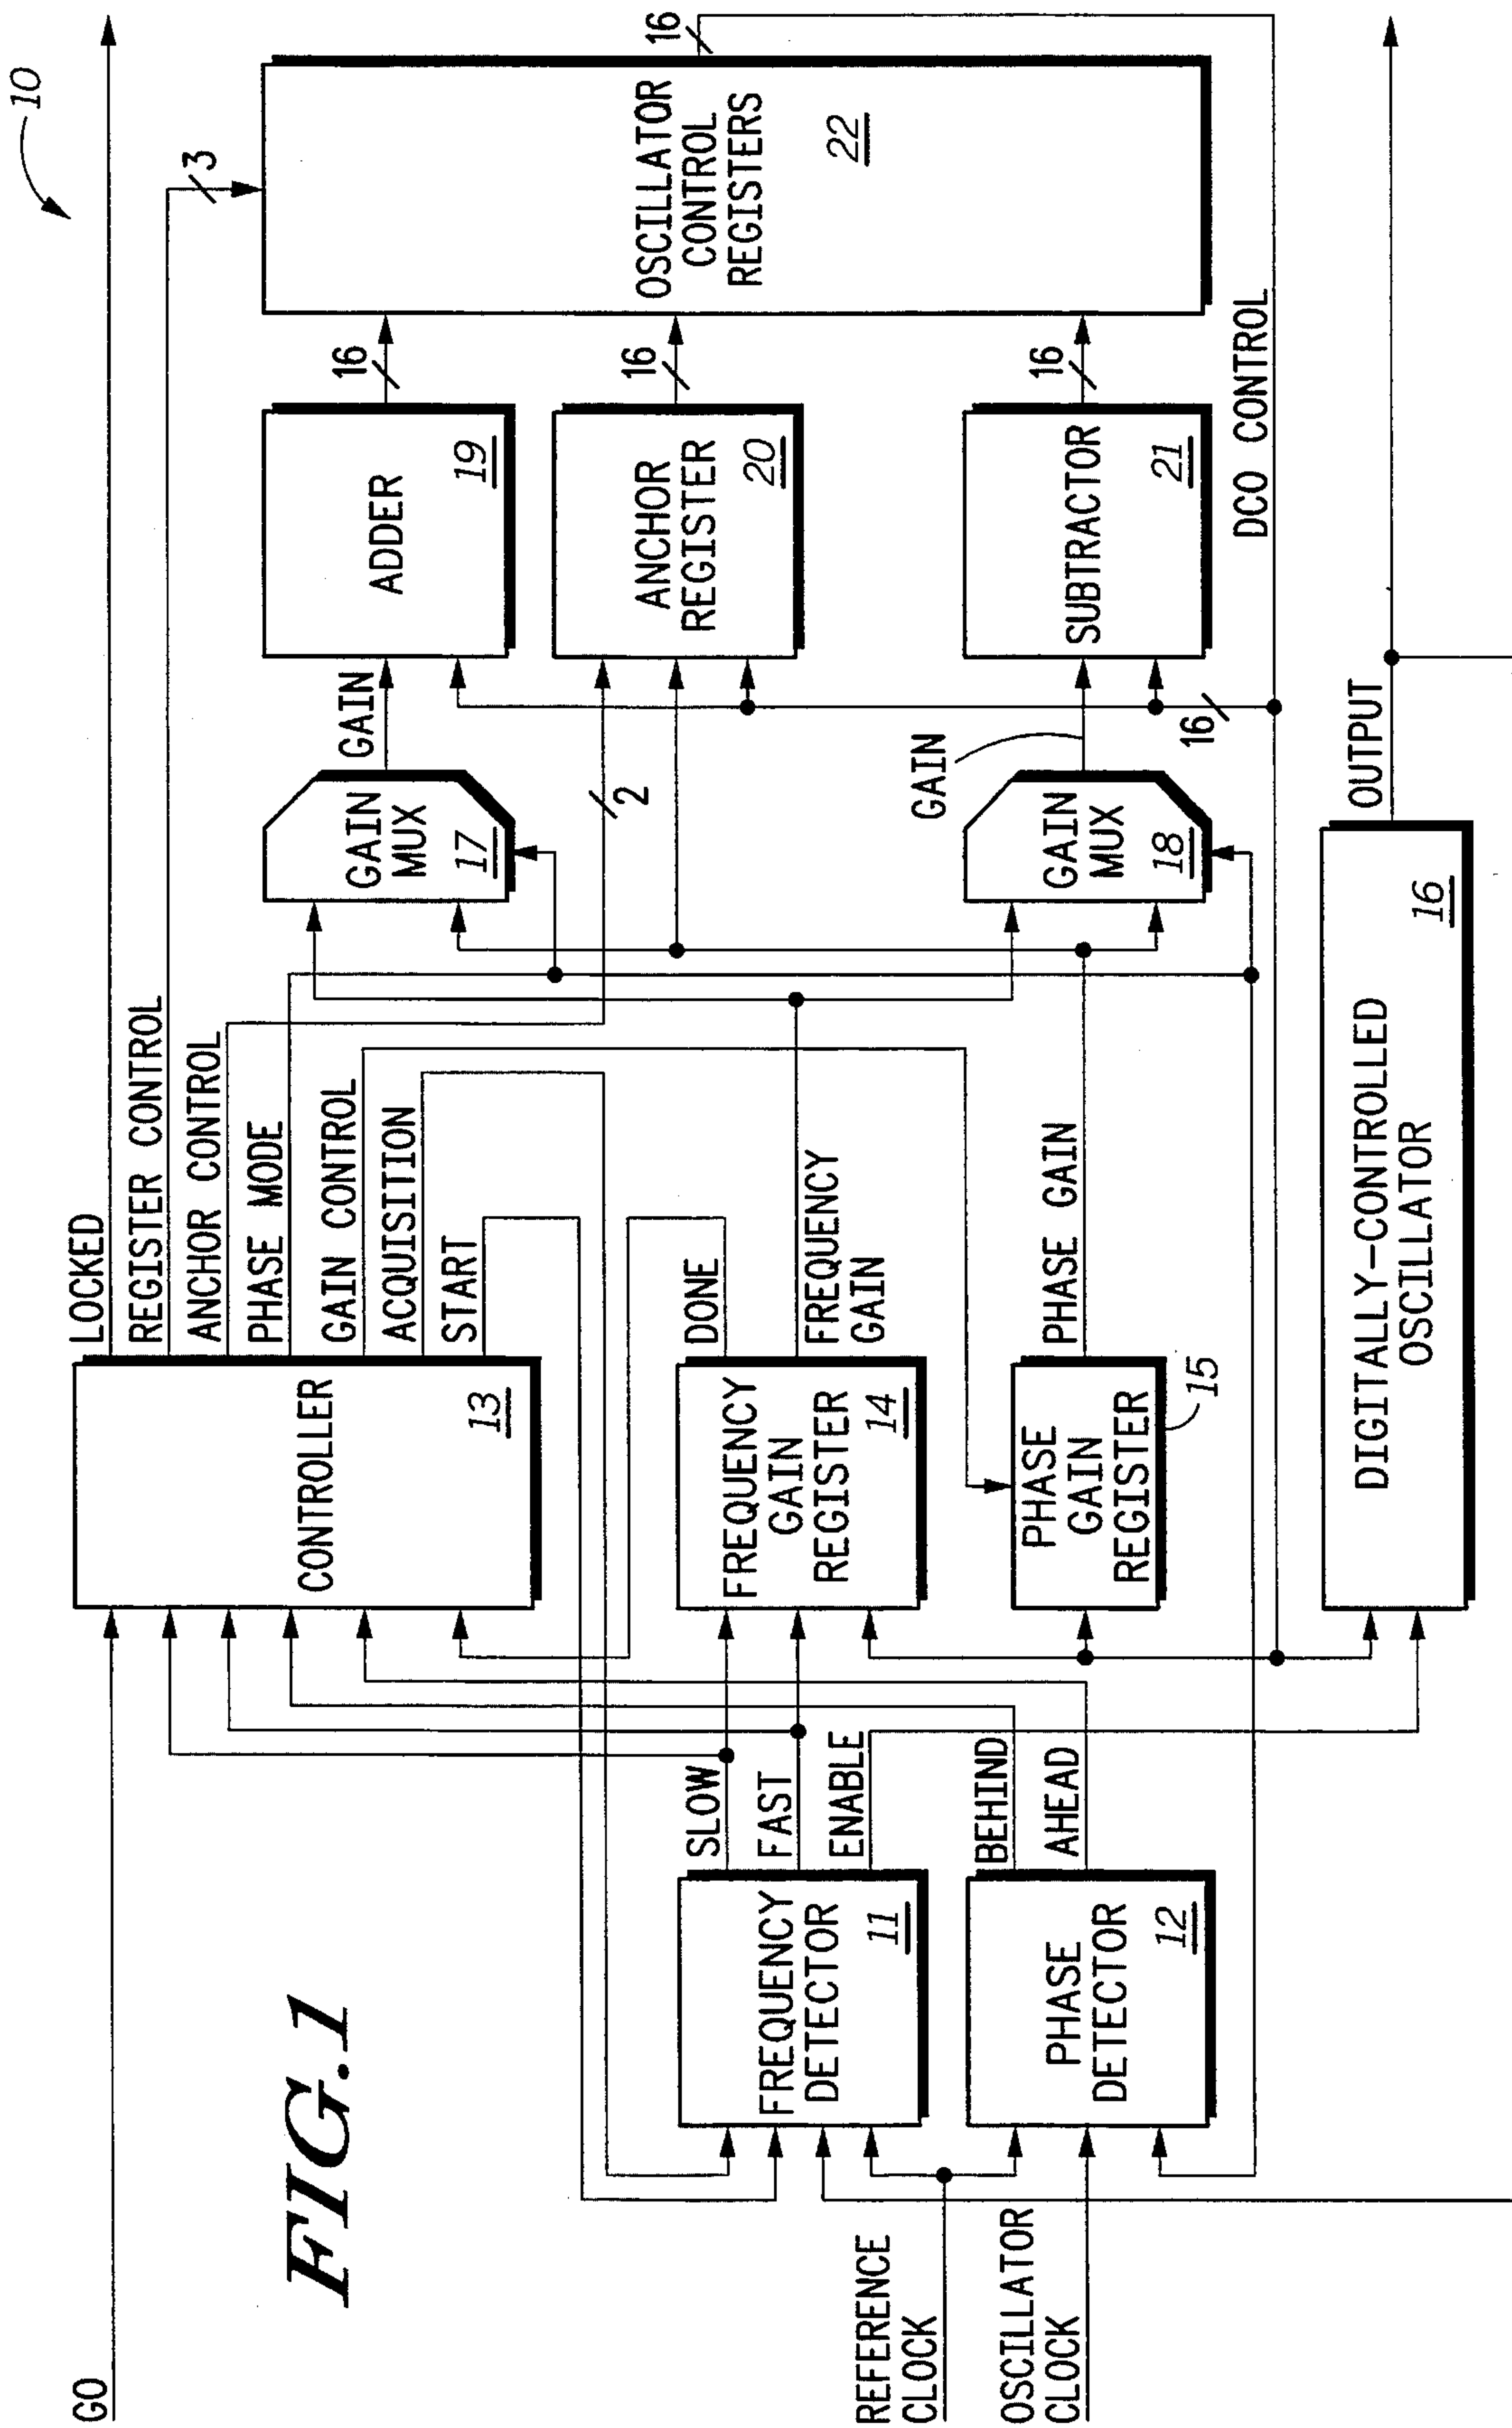 FIG.1
10
GO
REFERENCE
CLOCK
OSCILLATOR
CLOCK
FREQUENCY
DETECTOR
11
PHASE
DETECTOR
12
SLOW
FAST
ENABLE
BEHIND
AHEAD
CONTROLLER
13
FREQUENCY
GAIN
REGISTER
14
PHASE
GAIN
REGISTER
15
DIGITALLY-CONTROLLED
OSCILLATOR
16
LOCKED
REGISTER CONTROL
ANCHOR CONTROL
PHASE MODE
GAIN CONTROL
ACQUISITION
START
DONE
FREQUENCY
GAIN
PHASE GAIN
GAIN
MUX
17
GAIN
MUX
18
GAIN
2
GAIN
16
OUTPUT
ADDER
19
ANCHOR
REGISTER
20
SUBTRACTOR
21
DCO CONTROL
16
16
16
3
OSCILLATOR
CONTROL
REGISTERS
22
16